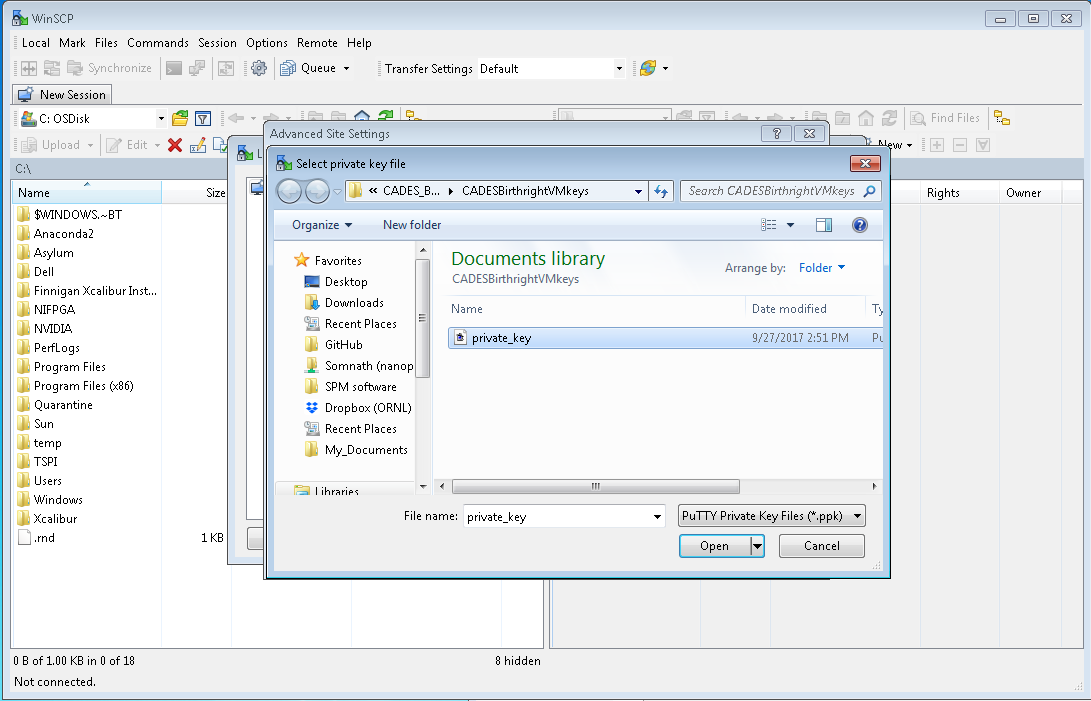 WinSCP
Local Mark Files Commands Session Options Remote Help
Synchronize Queue Transfer Settings Default
New Session
C: OSDisk Find Files
Upload Edit New
C:\
Name Size Rights Owner
$WINDOWS.~BT
Anaconda2
Asylum
Dell
Finnigan Xcalibur Inst...
NIFPGA
NVIDIA
PerfLogs
Program Files
Program Files (x86)
Quarantine
Sun
temp
TSPI
Users
Windows
Xcalibur
.rnd 1 KB
Advanced Site Settings
L
Select private key file
« CADES_B... CADESBirthrightVMkeys Search CADESBirthrightVMkeys
Organize New folder
Favorites
Desktop
Downloads
Recent Places
GitHub
Somnath (nanop
SPM software
Dropbox (ORNL)
Recent Places
My_Documents
Libraries
Documents library
CADESBirthrightVMkeys
Arrange by: Folder
Name Date modified Ty
private_key 9/27/2017 2:51 PM Pu
File name: private_key PuTTY Private Key Files (*.ppk)
Open Cancel
0 B of 1.00 KB in 0 of 18 8 hidden
Not connected.